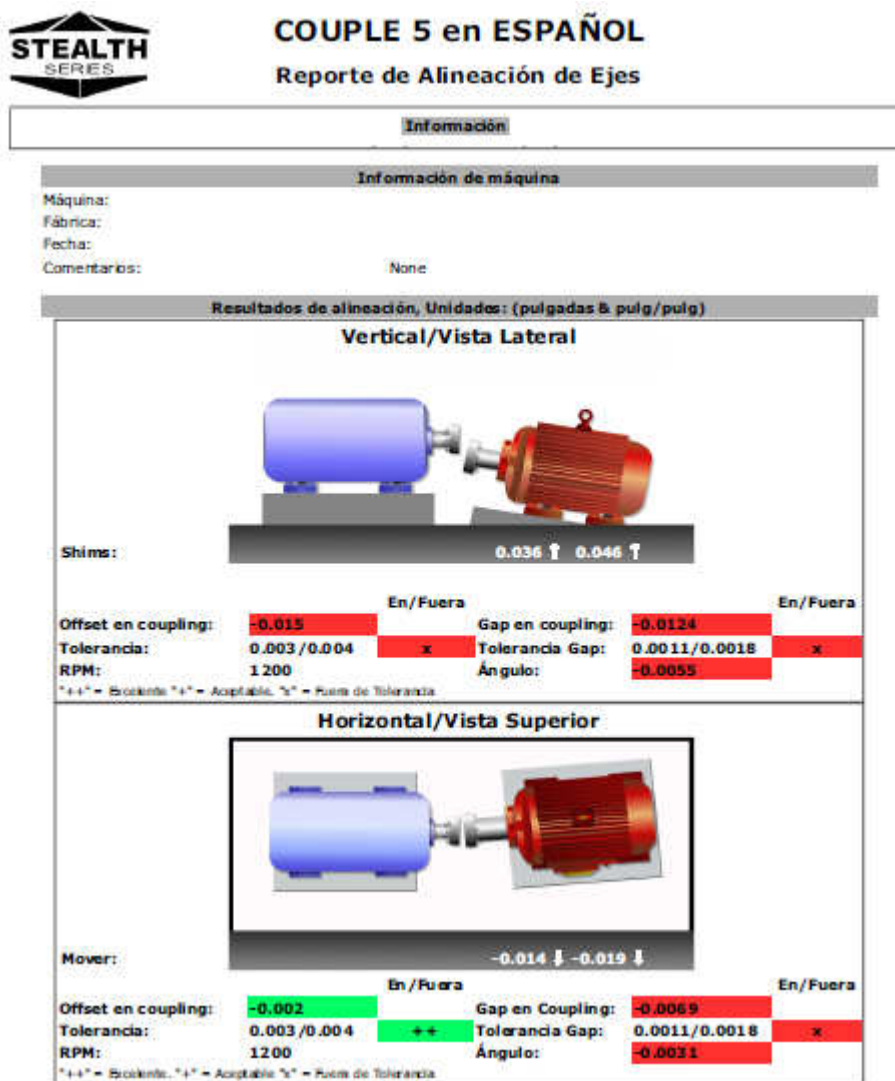 STEALTH
SERIES
COUPLE 5 en ESPAÑOL
Reporte de Alineación de Ejes
Información
Información de máquina
Máquina:
Fábrica:
Fecha:
Comentarios: None
Resultados de alineación, Unidades: (pulgadas & pulg/pulg)
Vertical/Vista Lateral
Shims: 0.036 ⬆ 0.046 ⬆
En/Fuera En/Fuera
Offset en coupling: -0.015 Gap en coupling: -0.0124
Tolerancia: 0.003/0.004 x Tolerancia Gap: 0.0011/0.0018 x
RPM: 1200 Ángulo: -0.0055
"++" = Excelente "+" = Aceptable. "x" = Fuera de Tolerancia
Horizontal/Vista Superior
Mover: -0.014 ⬇ -0.019 ⬇
En/Fuera En/Fuera
Offset en coupling: -0.002 Gap en Coupling: -0.0069
Tolerancia: 0.003/0.004 ++ Tolerancia Gap: 0.0011/0.0018 x
RPM: 1200 Ángulo: -0.0031
"++" = Excelente. "+" = Aceptable "x" = Fuera de Tolerancia